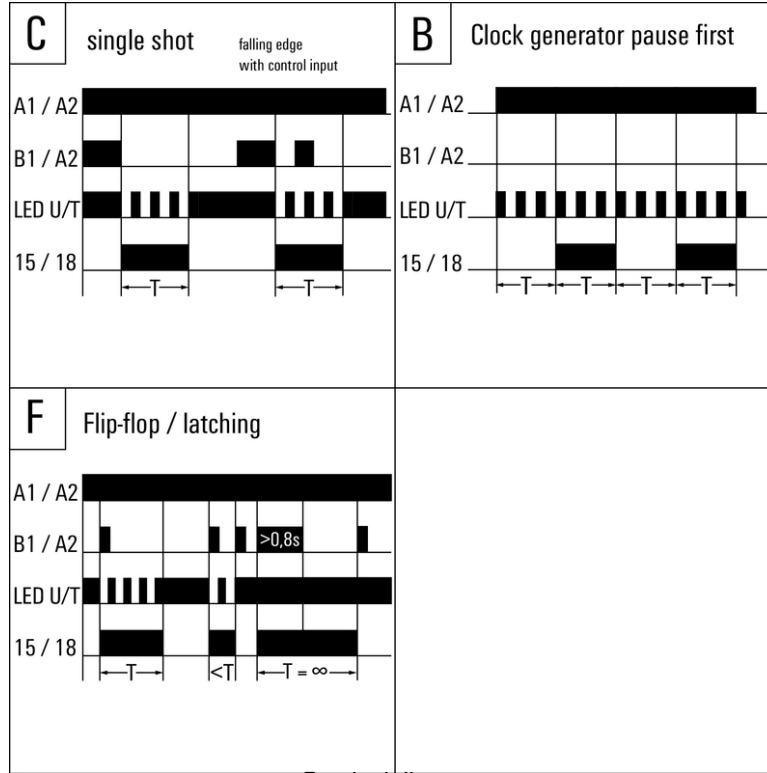 C single shot
falling edge
with control input
A1 / A2
B1 / A2
LED U/T
15 / 18
T T
B Clock generator pause first
A1 / A2
B1 / A2
LED U/T
15 / 18
T T T T
F Flip-flop / latching
A1 / A2
B1 / A2
>0,8s
LED U/T
15 / 18
T <T T = ∞